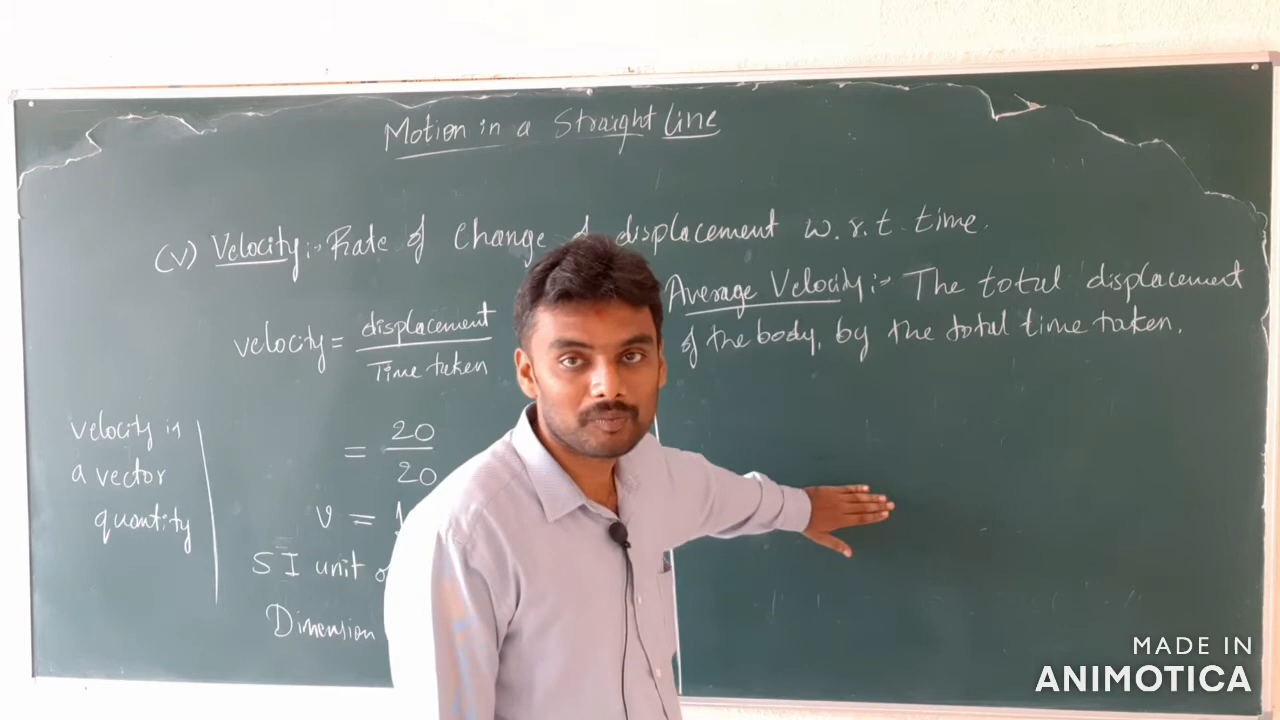 Motion in a Straight Line
(V) Velocity:- Rate of Change of displacement w.r.t. time.
velocity = displacement
Time taken
= 20
20
v = 1
SI unit
Dimension
velocity is
a vector
quantity
Average Velocity:- The total displacement
of the body, by the total time taken.
MADE IN
ANIMOTICA